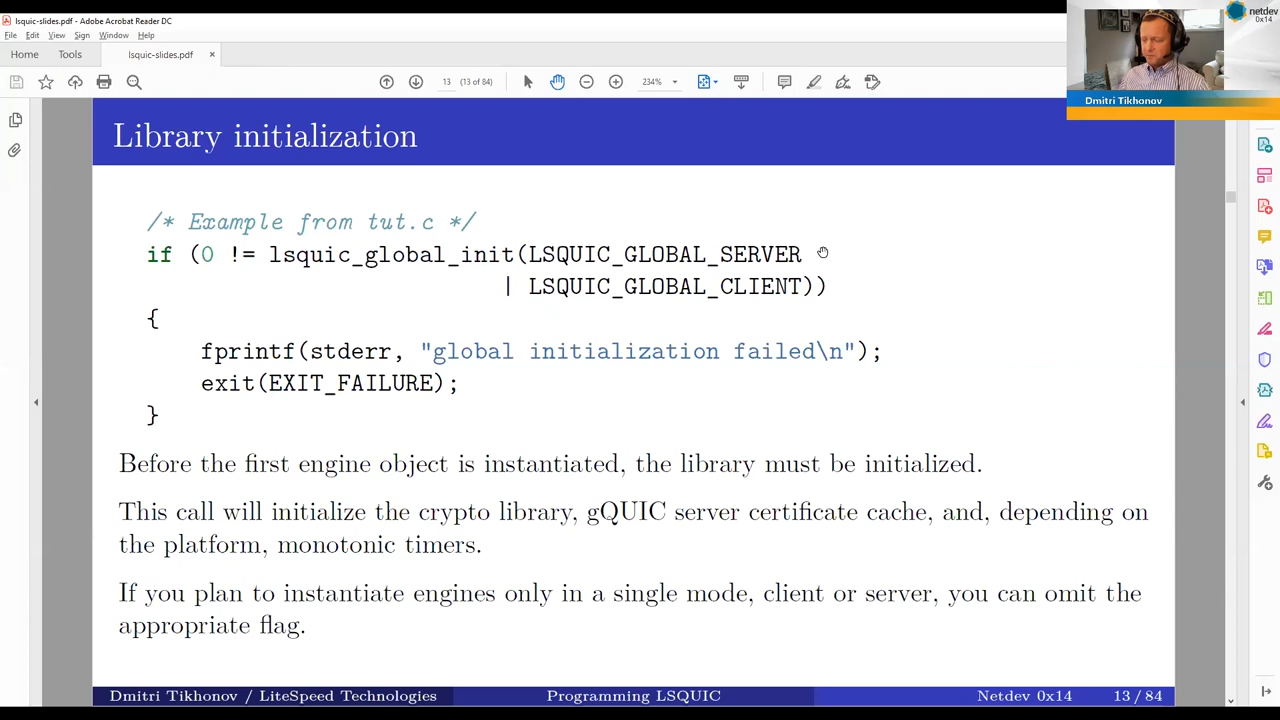 lsquic-slides.pdf - Adobe Acrobat Reader DC
File Edit View Sign Window Help
Home Tools lsquic-slides.pdf ×
13 (13 of 84) 234%
netdev
0x14
Dmitri Tikhonov
Library initialization
/* Example from tut.c */
if (0 != lsquic_global_init(LSQUIC_GLOBAL_SERVER
| LSQUIC_GLOBAL_CLIENT))
{
fprintf(stderr, "global initialization failed\n");
exit(EXIT_FAILURE);
}
Before the first engine object is instantiated, the library must be initialized.
This call will initialize the crypto library, gQUIC server certificate cache, and, depending on
the platform, monotonic timers.
If you plan to instantiate engines only in a single mode, client or server, you can omit the
appropriate flag.
Dmitri Tikhonov / LiteSpeed Technologies Programming LSQUIC Netdev 0x14 13 / 84